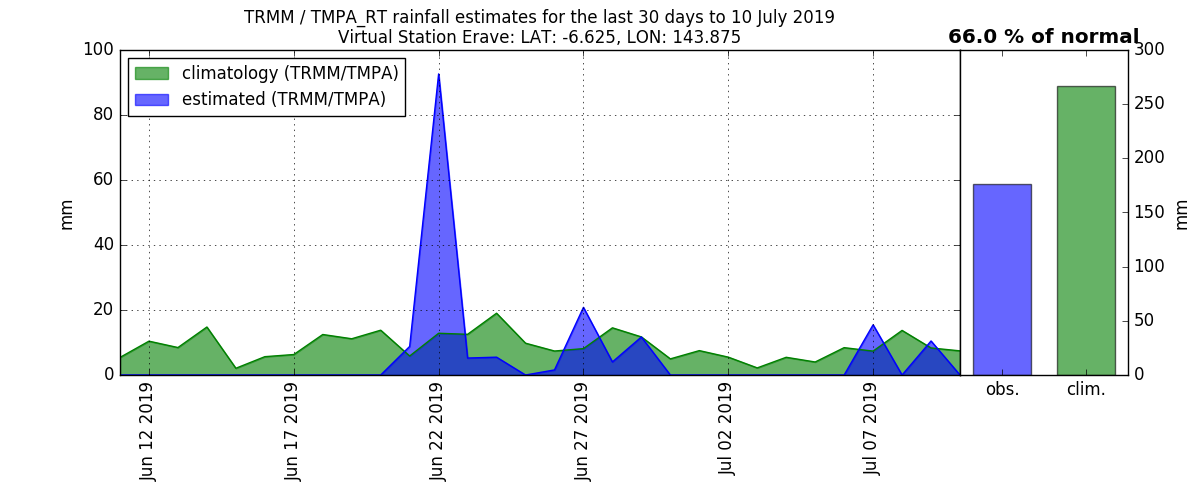 TRMM / TMPA_RT rainfall estimates for the last 30 days to 10 July 2019
Virtual Station Erave: LAT: -6.625, LON: 143.875
66.0 % of normal
climatology (TRMM/TMPA)
estimated (TRMM/TMPA)
100
80
60
40
20
0
mm
Jun 12 2019
Jun 17 2019
Jun 22 2019
Jun 27 2019
Jul 02 2019
Jul 07 2019
300
250
200
150
100
50
0
mm
obs.
clim.